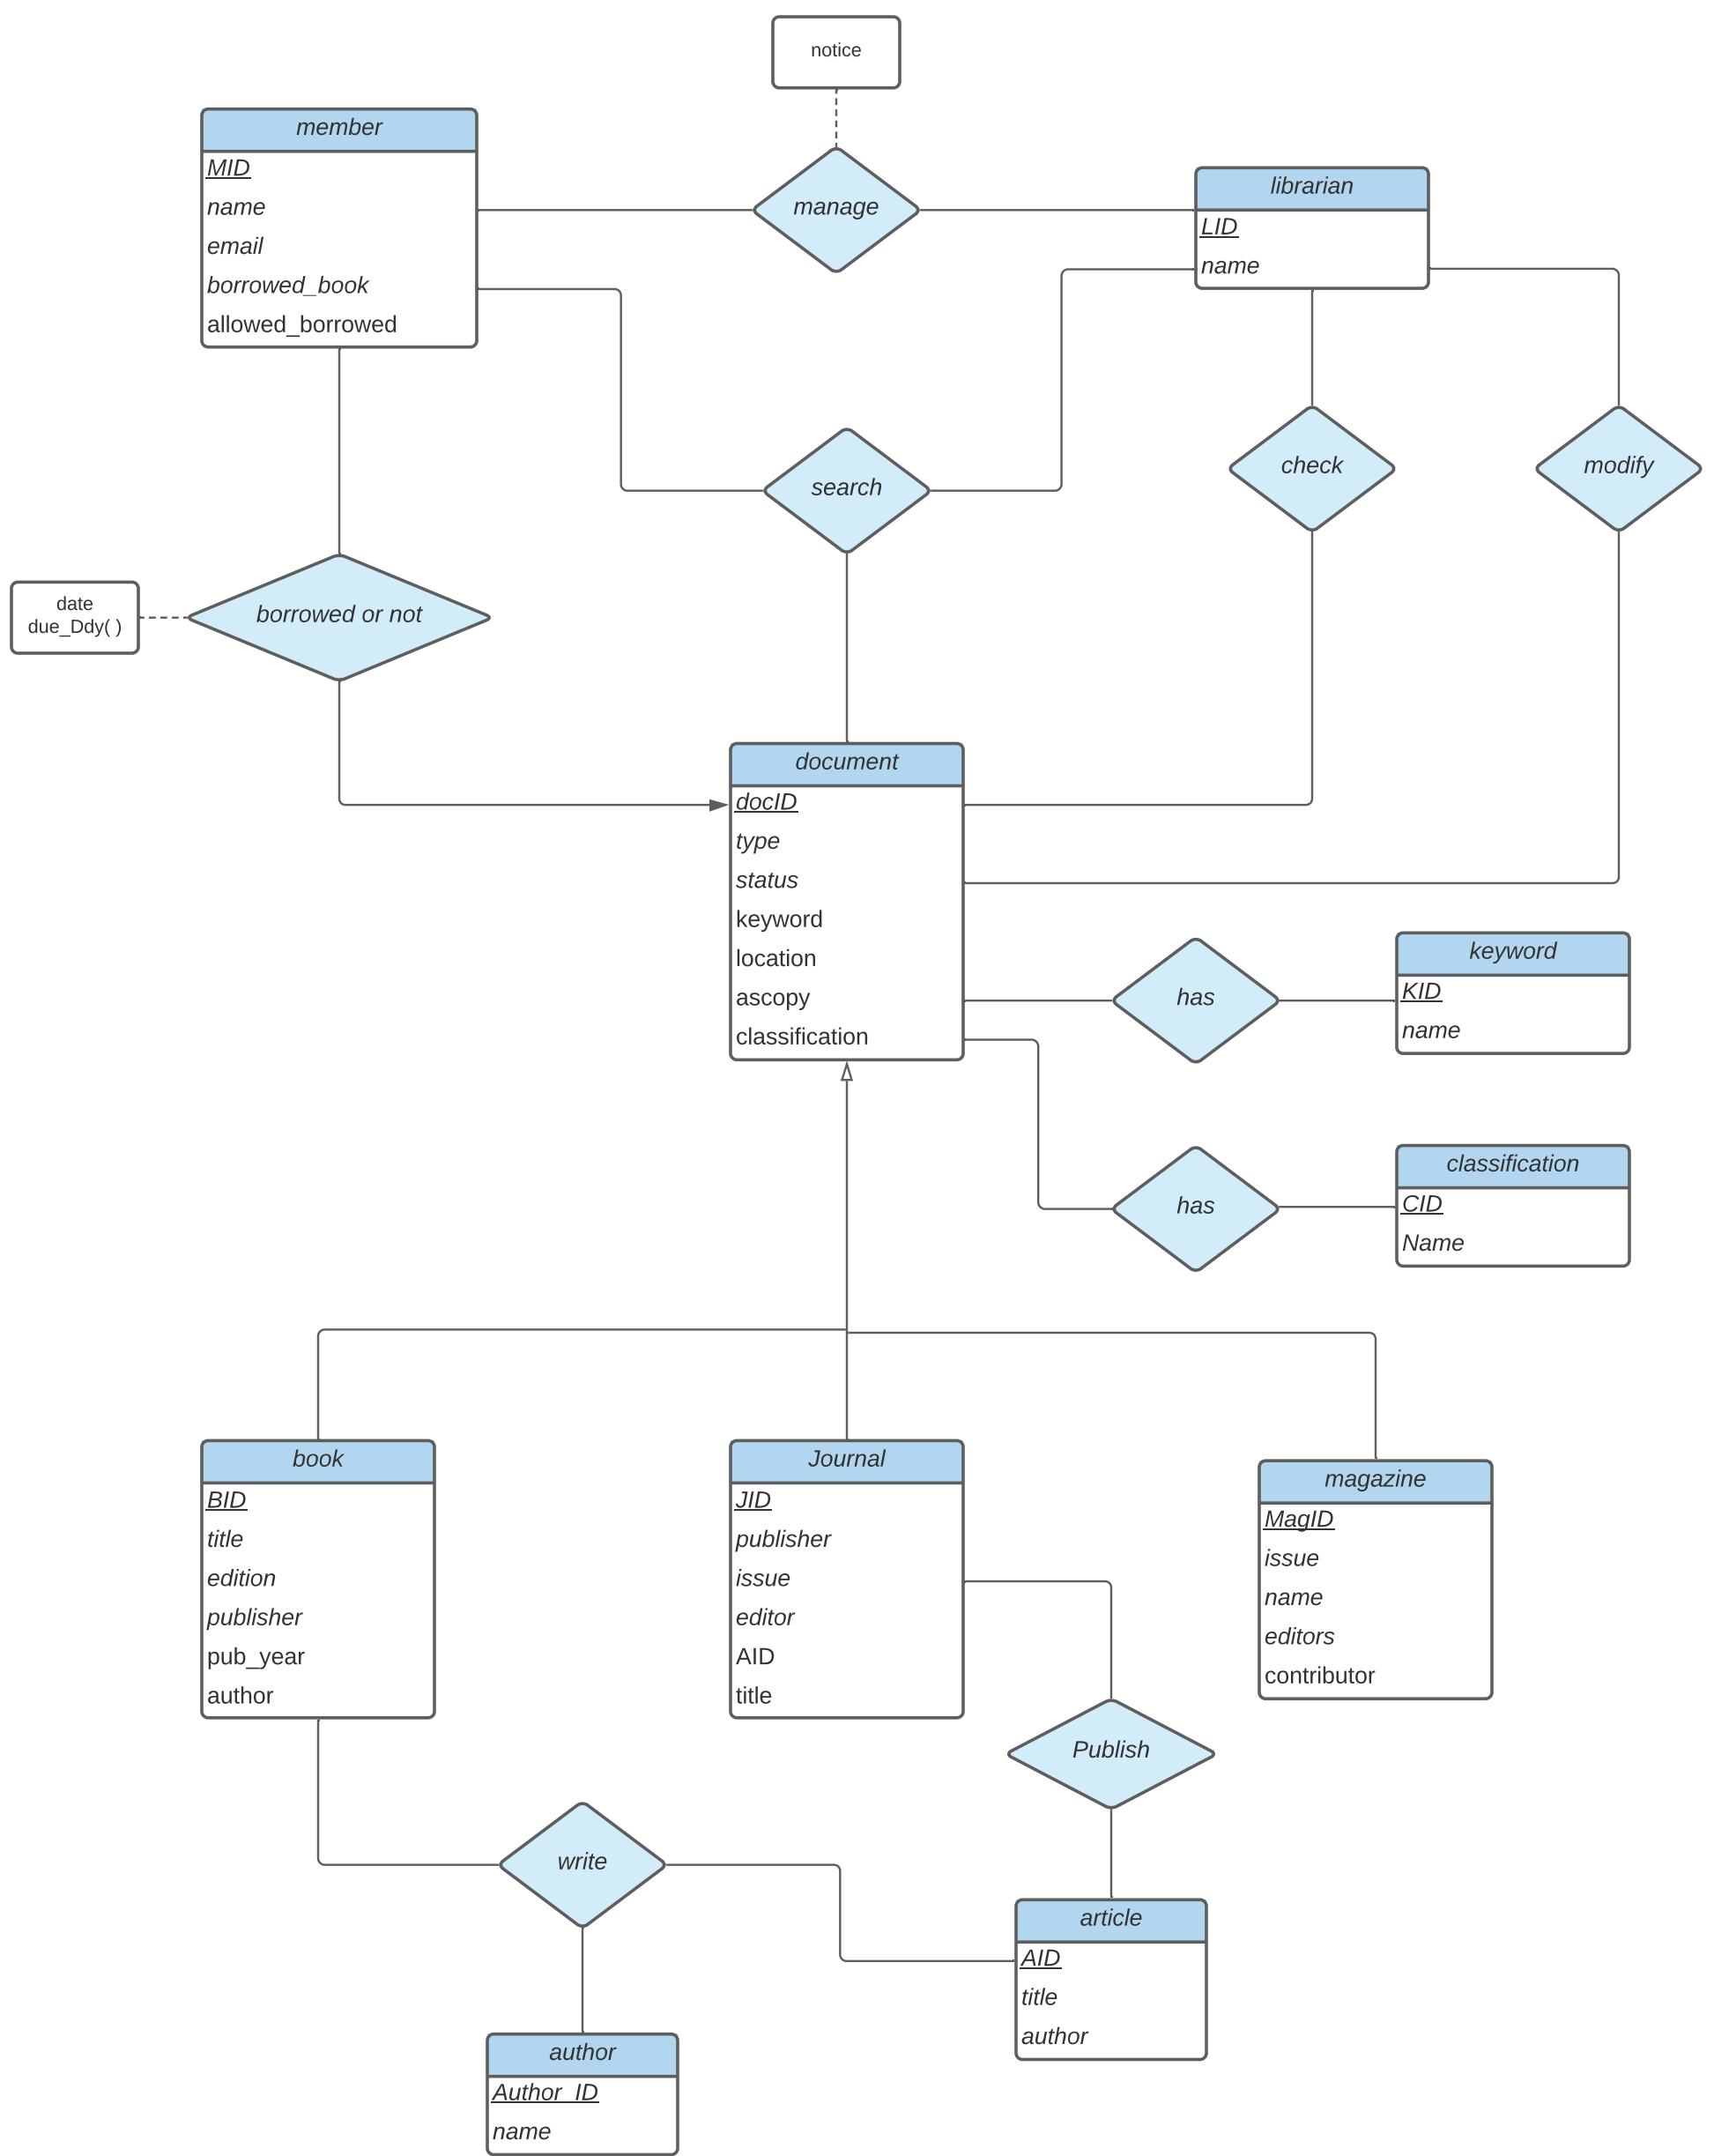 notice
member
MID
name
email
borrowed_book
allowed_borrowed
manage
librarian
LID
name
search
check
modify
date
due_Ddy( )
borrowed or not
document
docID
type
status
keyword
location
ascopy
classification
has
keyword
KID
name
has
classification
CID
Name
book
BID
title
edition
publisher
pub_year
author
Journal
JID
publisher
issue
editor
AID
title
magazine
MagID
issue
name
editors
contributor
Publish
write
article
AID
title
author
author
Author_ID
name